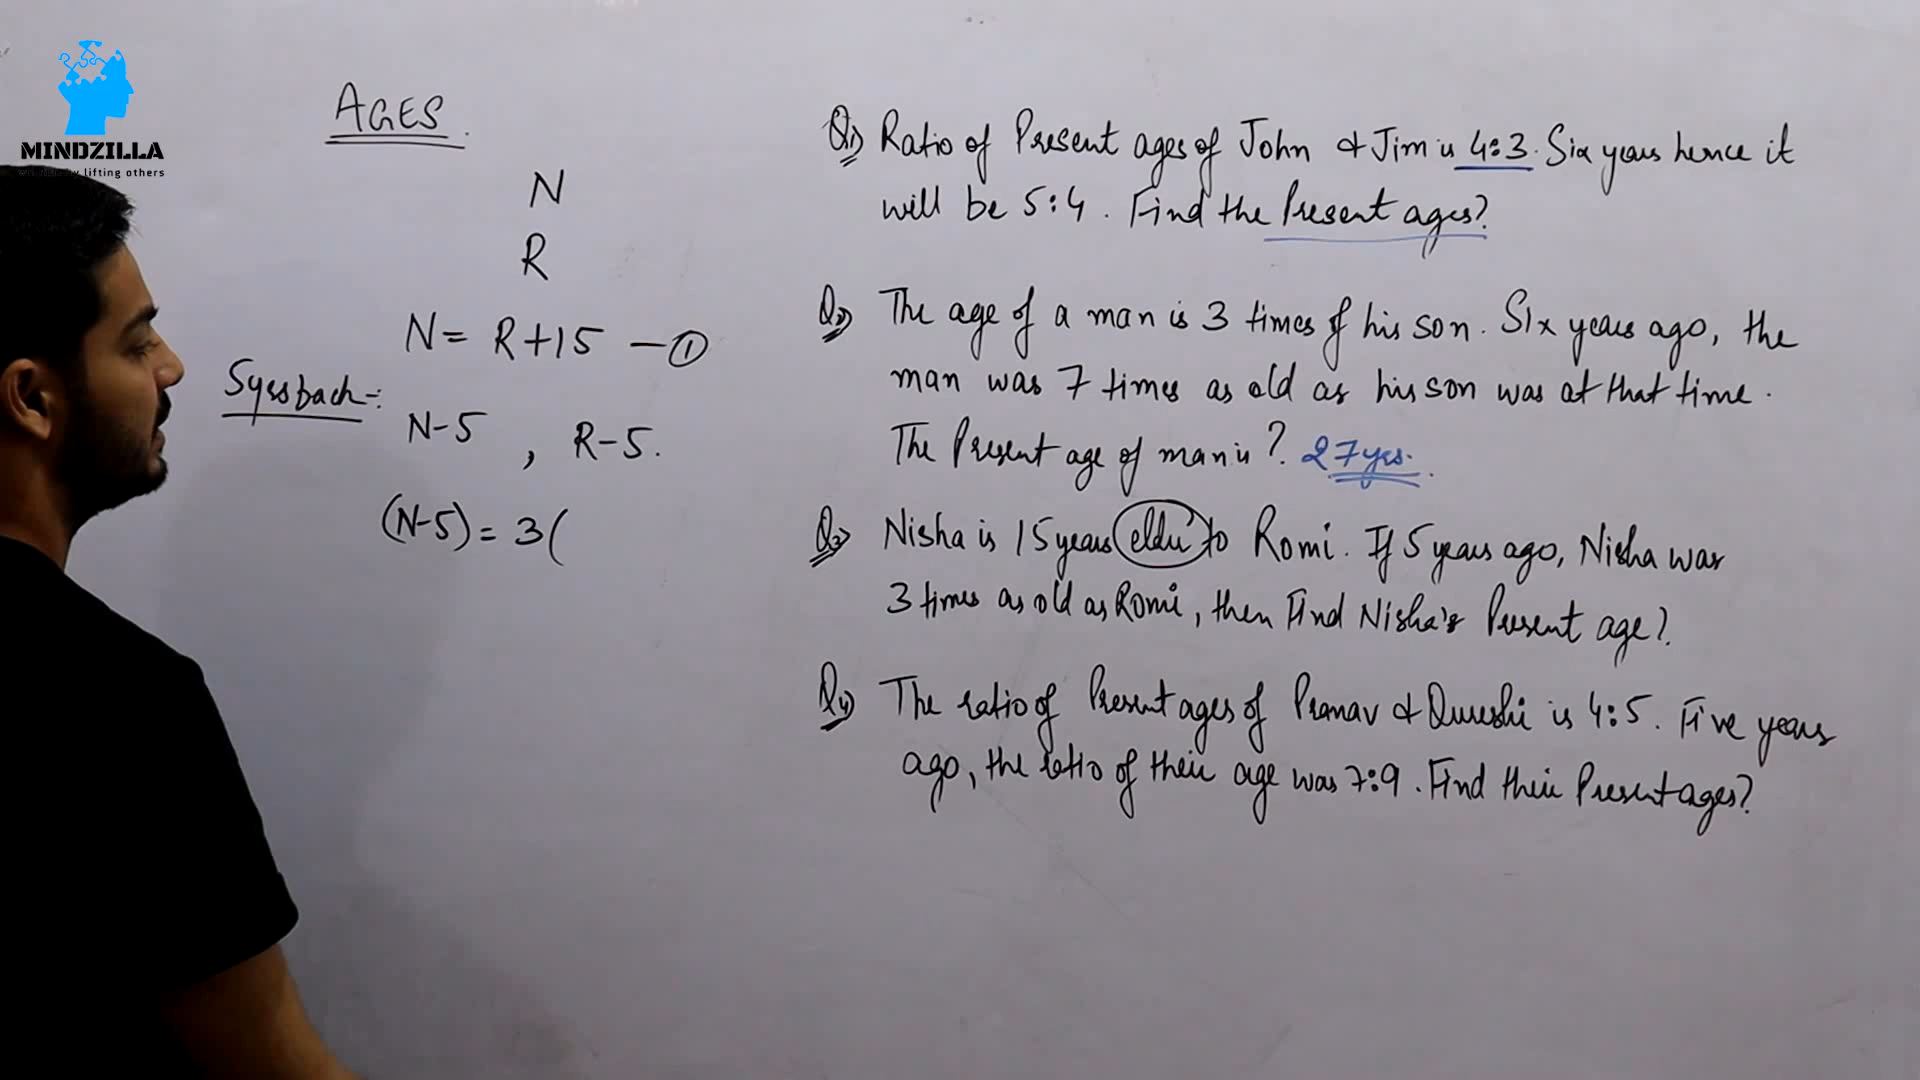 MINDZILLA
lifting others
AGES
N
R
N = R+15 — ①
5yrs back :-
N-5 , R-5.
(N-5) = 3(
Q1) Ratio of Present ages of John & Jim is 4:3. Six years hence it
will be 5:4. Find the Present ages?
Q2) The age of a man is 3 times of his son. Six years ago, the
man was 7 times as old as his son was at that time.
The Present age of man is? 27yrs.
Q3) Nisha is 15 years elder to Romi. If 5 years ago, Nisha was
3 times as old as Romi, then Find Nisha's Present age?
Q4) The ratio of Present ages of Pranav & Qureshi is 4:5. Five years
ago, the ratio of their age was 7:9. Find their Present ages?